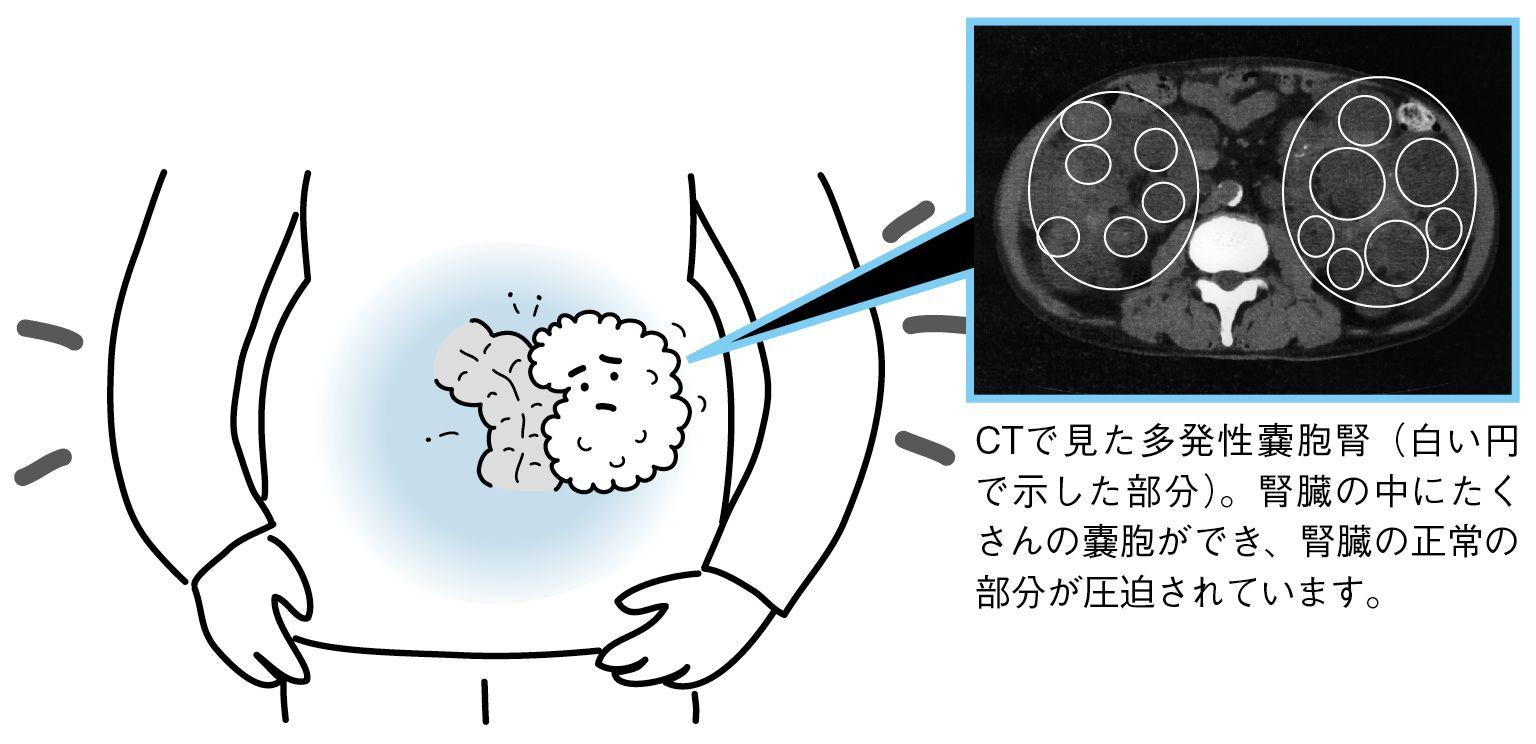 CTで見た多発性嚢胞腎（白い円
で示した部分）。腎臓の中にたく
さんの嚢胞ができ、腎臓の正常の
部分が圧迫されています。